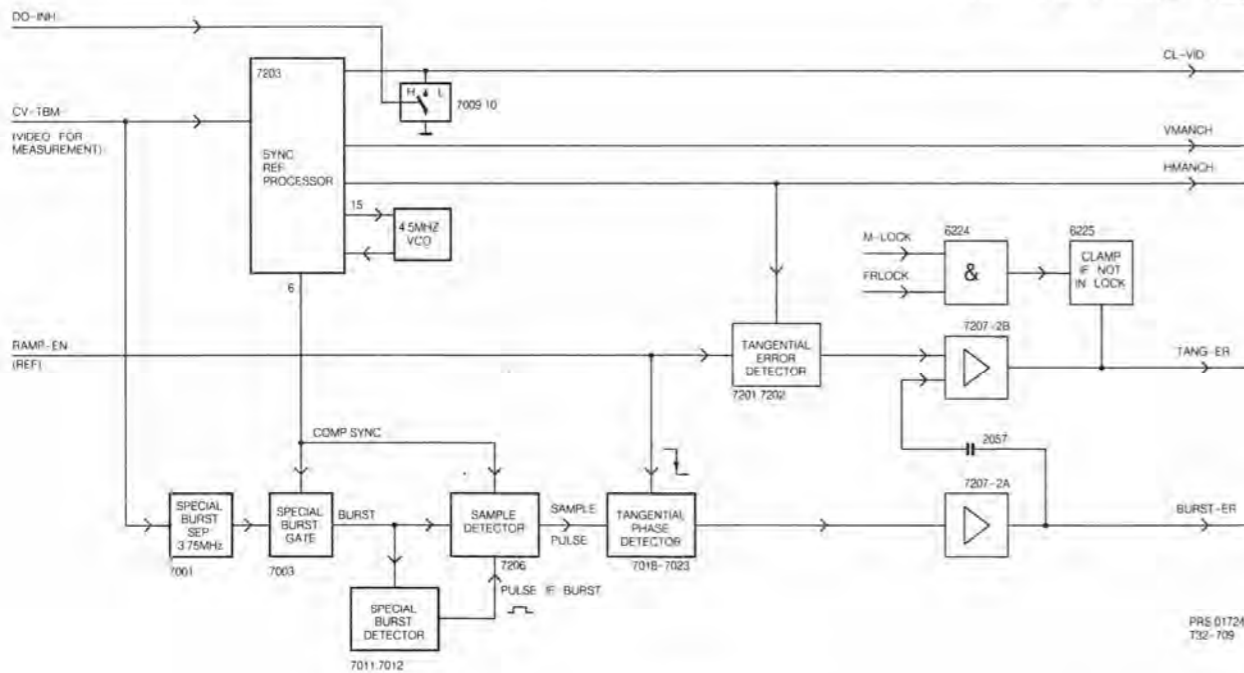 DO-INH
7203
H L
7009 10
CL-VID
CV-TBM
(VIDEO FOR
MEASUREMENT)
SYNC
REF
PROCESSOR
VMANCH
HMANCH
15
4.5MHZ
VCO
6
M-LOCK
FRLOCK
6224
&
6225
CLAMP
IF NOT
IN LOCK
RAMP-EN
(REF)
TANGENTIAL
ERROR
DETECTOR
7201 7202
7207-2B
TANG-ER
COMP SYNC
2057
SPECIAL
BURST
SEP
3.75MHz
7001
SPECIAL
BURST
GATE
7003
BURST
SAMPLE
DETECTOR
7206
SAMPLE
PULSE
TANGENTIAL
PHASE
DETECTOR
7018-7023
7207-2A
BURST-ER
PULSE IF BURST
SPECIAL
BURST
DETECTOR
7011.7012
PRS 01724
T32-709